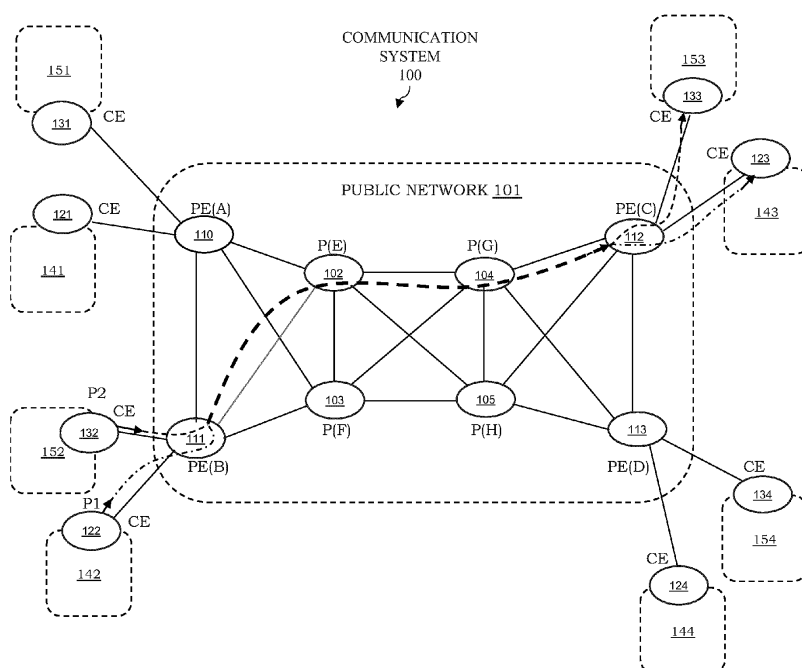 COMMUNICATION
SYSTEM
100
151
131
CE
153
133
CE
CE
123
143
PUBLIC NETWORK 101
121
CE
141
PE(A)
110
P(E)
102
P(G)
104
PE(C)
112
P2
CE
132
152
111
PE(B)
103
P(F)
105
P(H)
113
PE(D)
P1
122
CE
142
CE
134
154
CE
124
144